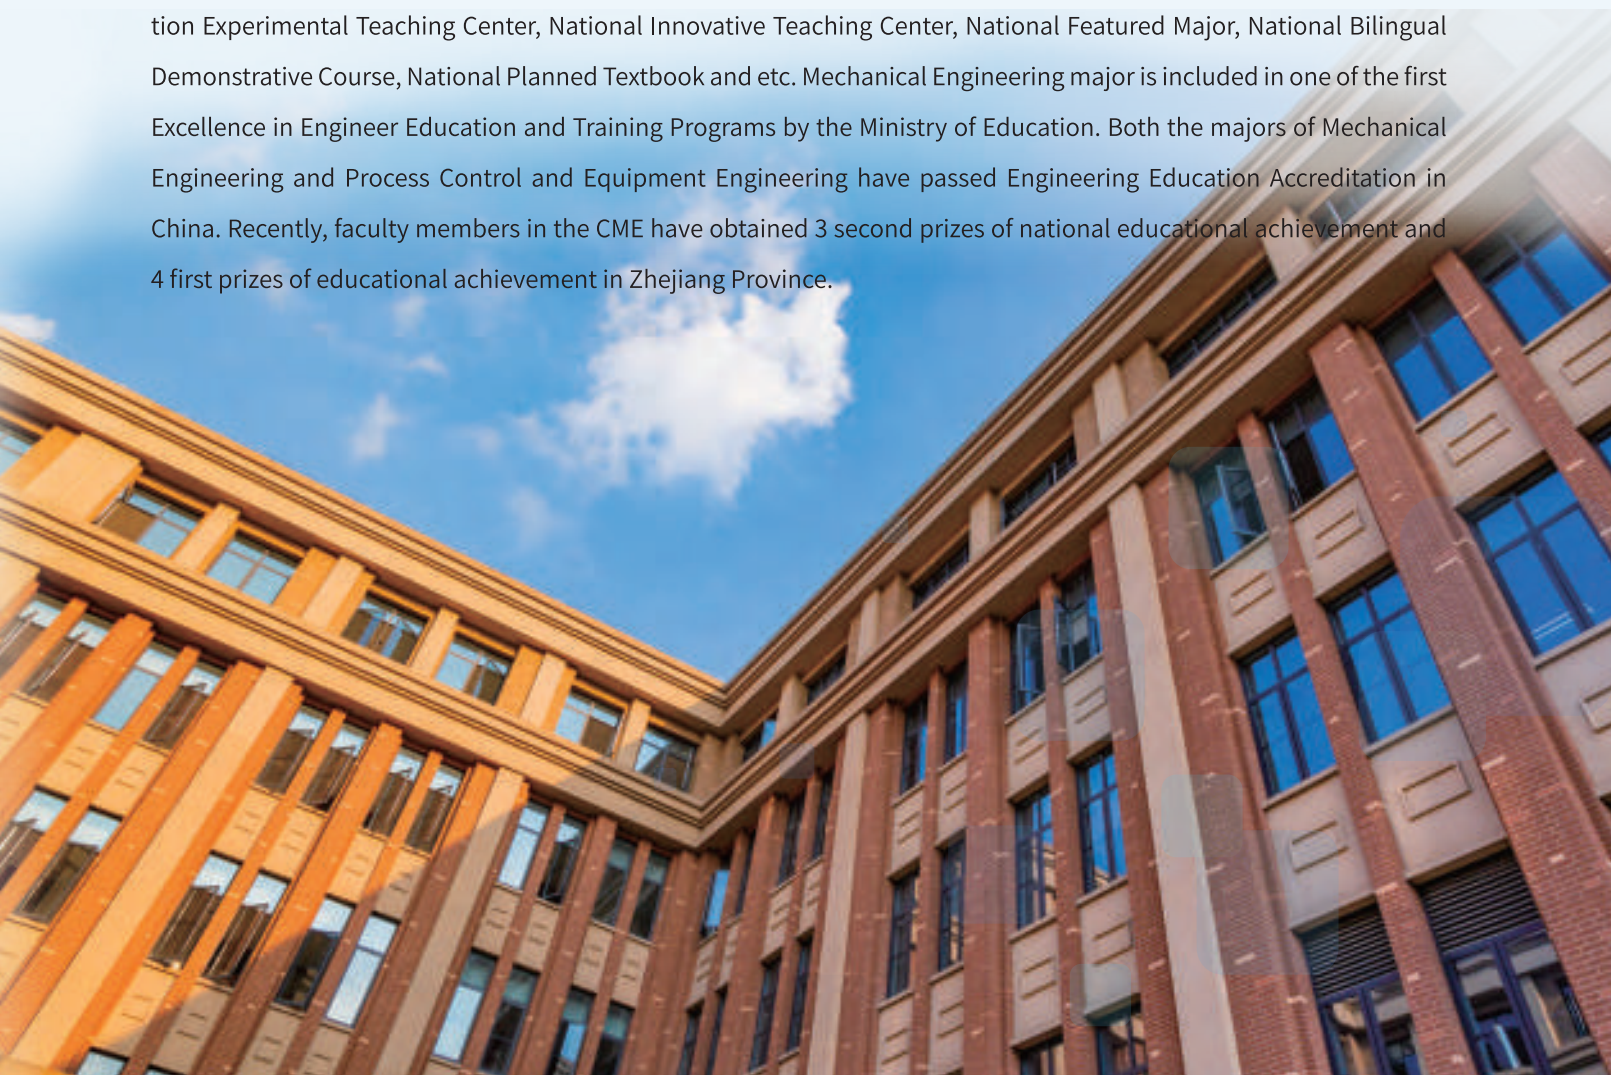 tion Experimental Teaching Center, National Innovative Teaching Center, National Featured Major, National Bilingual
Demonstrative Course, National Planned Textbook and etc. Mechanical Engineering major is included in one of the first
Excellence in Engineer Education and Training Programs by the Ministry of Education. Both the majors of Mechanical
Engineering and Process Control and Equipment Engineering have passed Engineering Education Accreditation in
China. Recently, faculty members in the CME have obtained 3 second prizes of national educational achievement and
4 first prizes of educational achievement in Zhejiang Province.